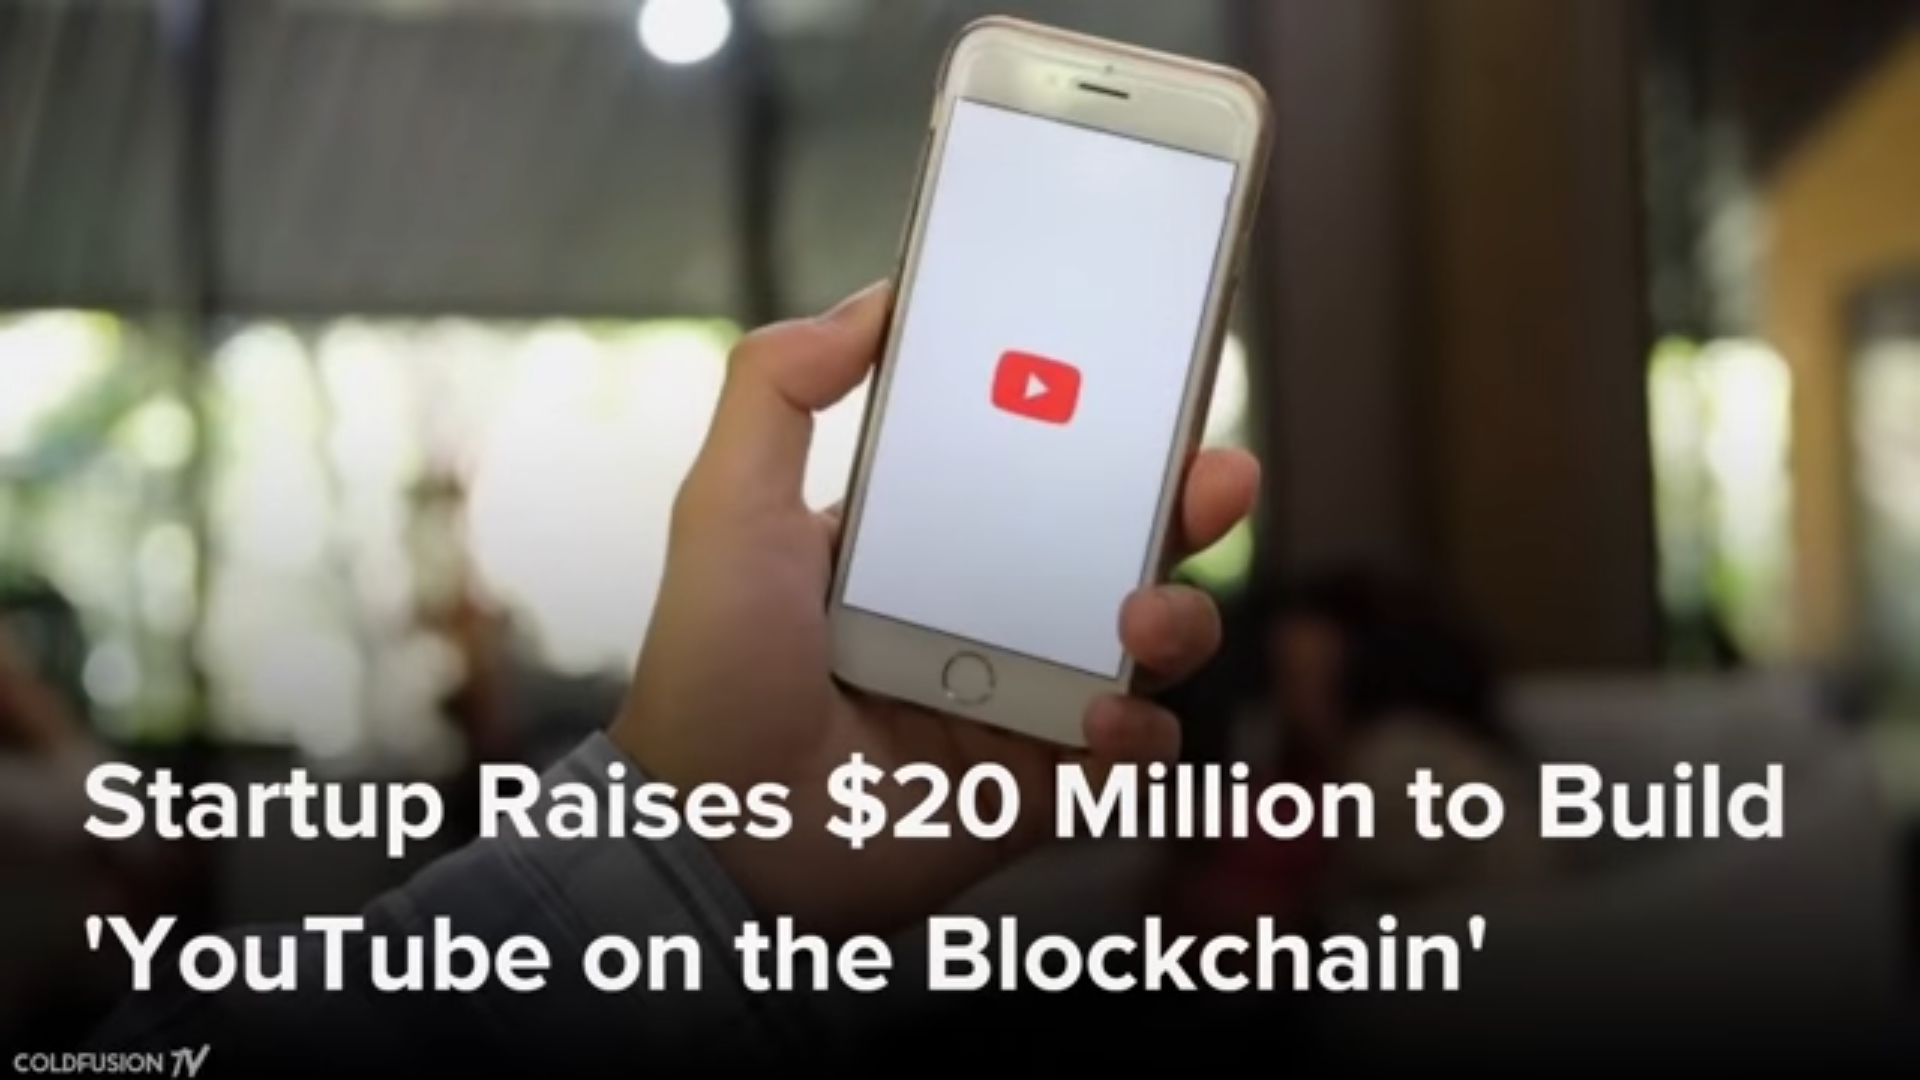 Startup Raises $20 Million to Build
'YouTube on the Blockchain'
COLDFUSION TV